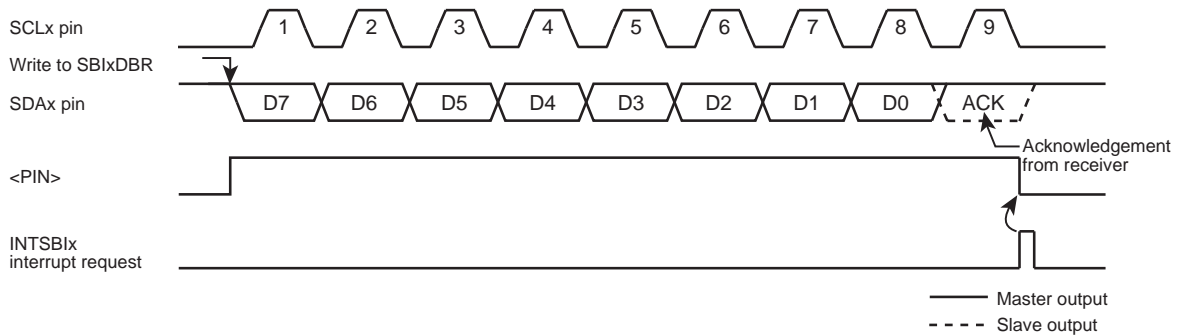 SCLx pin
1 2 3 4 5 6 7 8 9
Write to SBIxDBR
SDAx pin
D7 D6 D5 D4 D3 D2 D1 D0 ACK
Acknowledgement
from receiver
<PIN>
INTSBIx
interrupt request
Master output
Slave output